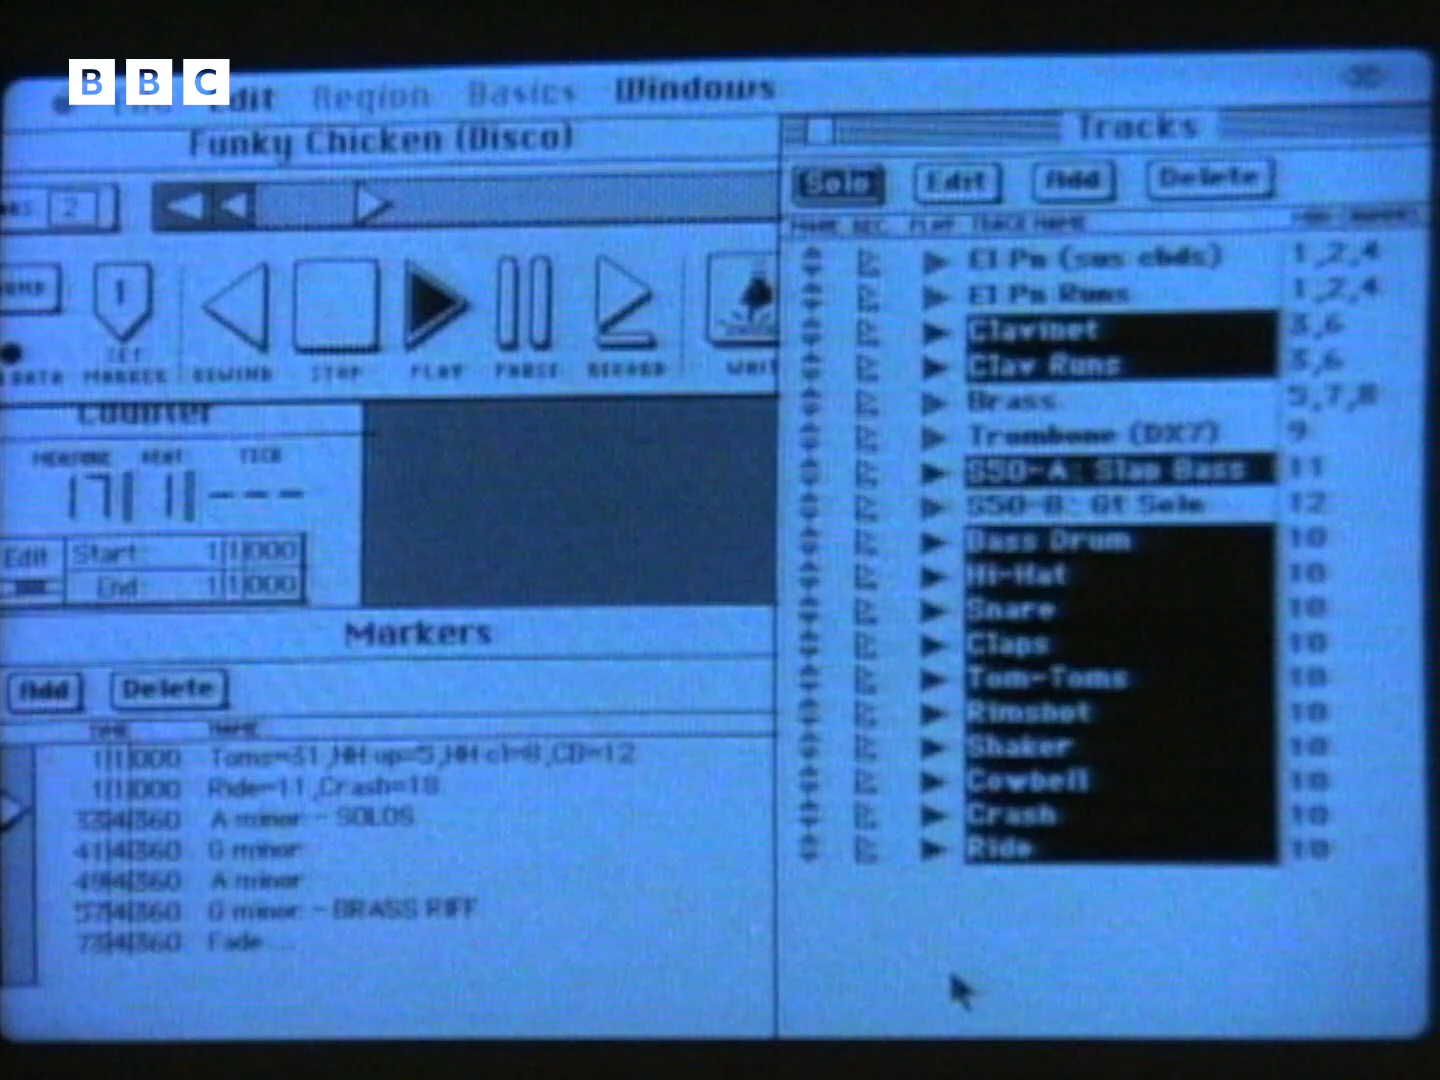 BBC
Edit Region Basics Windows
Funky Chicken (Disco)
2
1
SET
MARKER REWIND STOP PLAY PAUSE RECORD WAIT
Counter
MEASURE BEAT TICK
17|1|---
Edit Start: 1|1|000
End: 1|1|000
Markers
Add Delete
TIME NAME
1|1|000 Toms=31,HH op=5,HH cl=8,CB=12
1|1|000 Ride=11,Crash=18
33|4|360 A minor - SOLOS
41|4|360 G minor
49|4|360 A minor
57|4|360 G minor - BRASS RIFF
73|4|360 Fade ...
Tracks
Solo Edit Add Delete
REC PLAY TRACK NAME MIDI CHANNEL
El Pn (sus chds) 1,2,4
El Pn Runs 1,2,4
Clavinet 3,6
Clav Runs 3,6
Brass 5,7,8
Trombone (DX7) 9
S50-A: Slap Bass 11
S50-B: Gt Solo 12
Bass Drum 10
Hi-Hat 10
Snare 10
Claps 10
Tom-Toms 10
Rimshot 10
Shaker 10
Cowbell 10
Crash 10
Ride 10